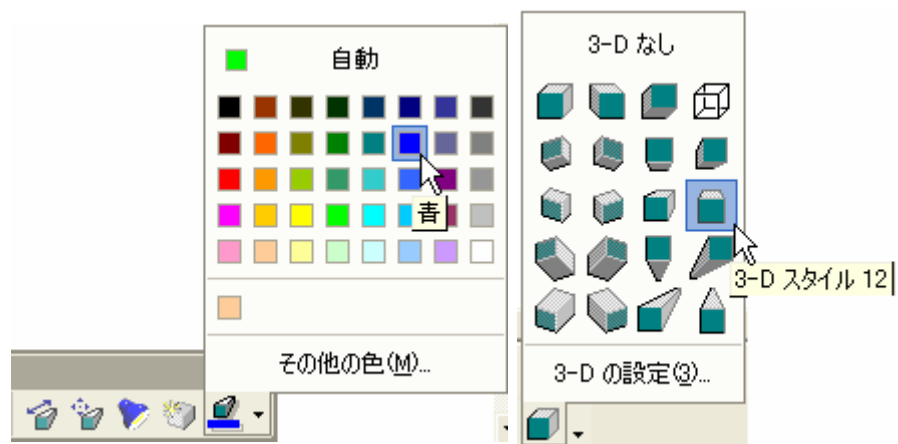 自動
青
その他の色(M)...
3-D なし
3-D スタイル 12
3-D の設定(3)...